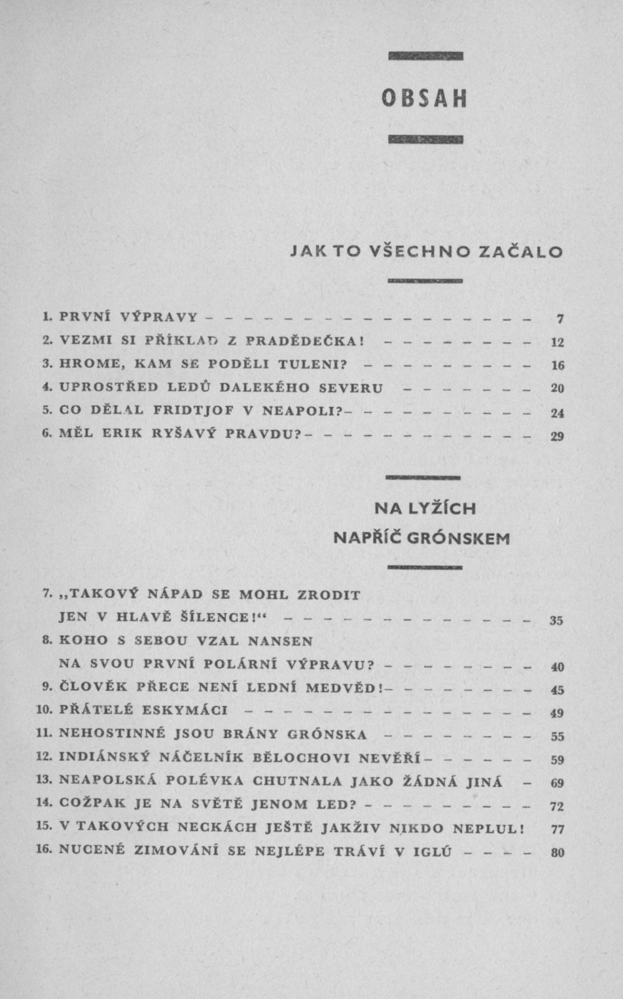 OBSAH
JAK TO VŠECHNO ZAČALO
1. PRVNÍ VÝPRAVY – – – – – – – – – – – – – – – – – 7
2. VEZMI SI PŘÍKLAD Z PRADĚDEČKA! – – – – – – – – 12
3. HROME, KAM SE PODĚLI TULENI? – – – – – – – – – 16
4. UPROSTŘED LEDŮ DALEKÉHO SEVERU – – – – – – – 20
5. CO DĚLAL FRIDTJOF V NEAPOLI? – – – – – – – – – – 24
6. MĚL ERIK RYŠAVÝ PRAVDU? – – – – – – – – – – – – 29
NA LYŽÍCH
NAPŘÍČ GRÓNSKEM
7. „TAKOVÝ NÁPAD SE MOHL ZRODIT
JEN V HLAVĚ ŠÍLENCE!“ – – – – – – – – – – – – – 35
8. KOHO S SEBOU VZAL NANSEN
NA SVOU PRVNÍ POLÁRNÍ VÝPRAVU? – – – – – – – – 40
9. ČLOVĚK PŘECE NENÍ LEDNÍ MEDVĚD! – – – – – – – – 45
10. PŘÁTELÉ ESKYMÁCI – – – – – – – – – – – – – – – 49
11. NEHOSTINNÉ JSOU BRÁNY GRÓNSKA – – – – – – – – 55
12. INDIÁNSKÝ NÁČELNÍK BĚLOCHOVI NEVĚŘÍ – – – – – – 59
13. NEAPOLSKÁ POLÉVKA CHUTNALA JAKO ŽÁDNÁ JINÁ – 69
14. COŽPAK JE NA SVĚTĚ JENOM LED? – – – – – – – – – 72
15. V TAKOVÝCH NECKÁCH JEŠTĚ JAKŽIV NIKDO NEPLUL! 77
16. NUCENÉ ZIMOVÁNÍ SE NEJLÉPE TRÁVÍ V IGLÚ – – – – 80